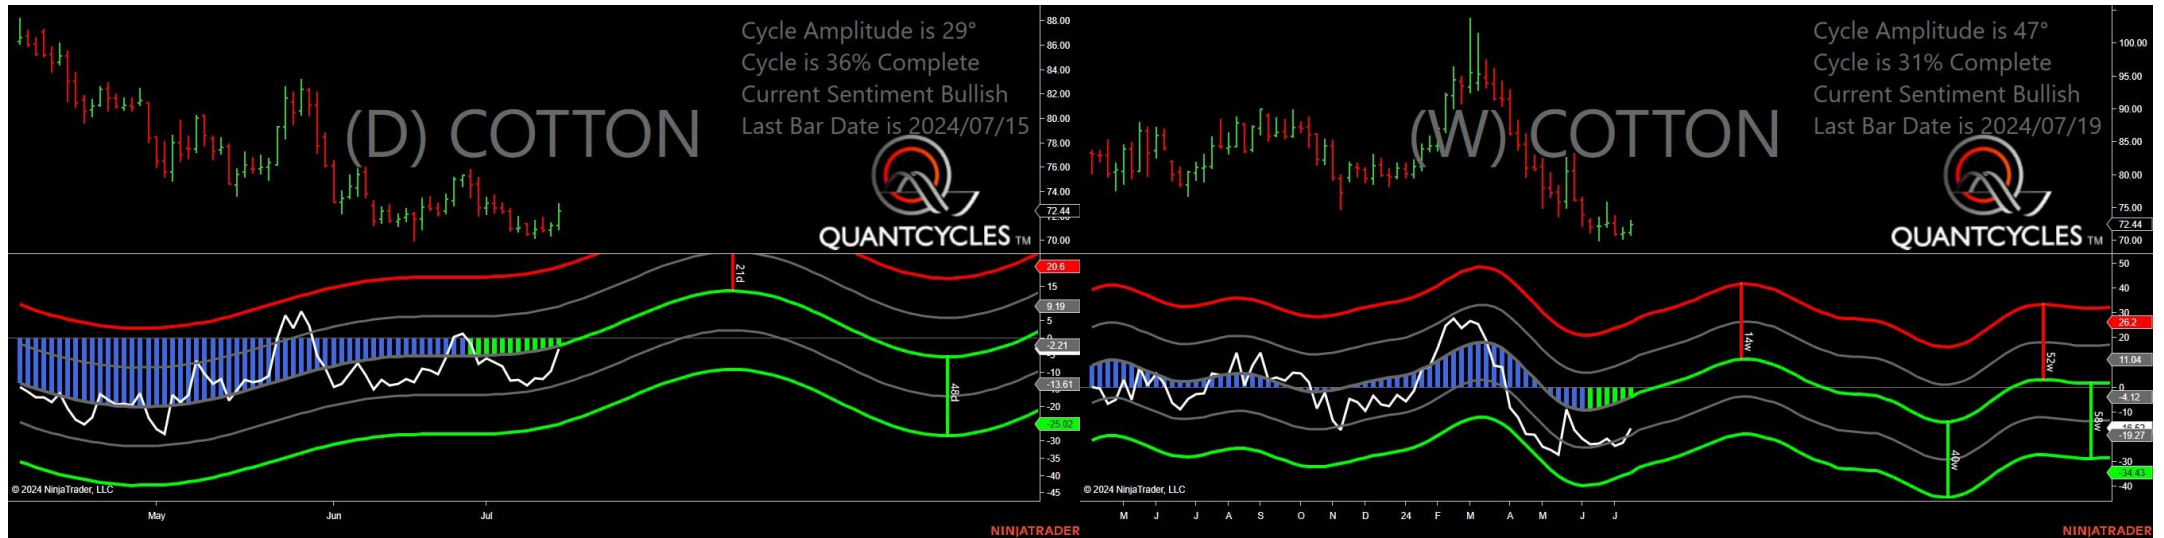 Cycle Amplitude is 29°
Cycle is 36% Complete
Current Sentiment Bullish
Last Bar Date is 2024/07/15
(D) COTTON
QUANTCYCLES TM
88.00
86.00
84.00
82.00
80.00
78.00
76.00
74.00
72.44
72.00
70.00
21d
48d
20.6
15
9.19
5
0
-2.21
-10
-13.61
-20
-25.02
-30
-35
-40
-45
© 2024 NinjaTrader, LLC
May
Jun
Jul
NINJATRADER
Cycle Amplitude is 47°
Cycle is 31% Complete
Current Sentiment Bullish
Last Bar Date is 2024/07/19
(W) COTTON
QUANTCYCLES TM
100.00
95.00
90.00
85.00
80.00
75.00
72.44
70.00
14w
40w
52w
58w
50
40
30
26.2
20
11.04
0
-4.12
-10
-16.52
-19.27
-30
-34.43
-40
© 2024 NinjaTrader, LLC
M J J A S O N D 24 F M A M J J
NINJATRADER